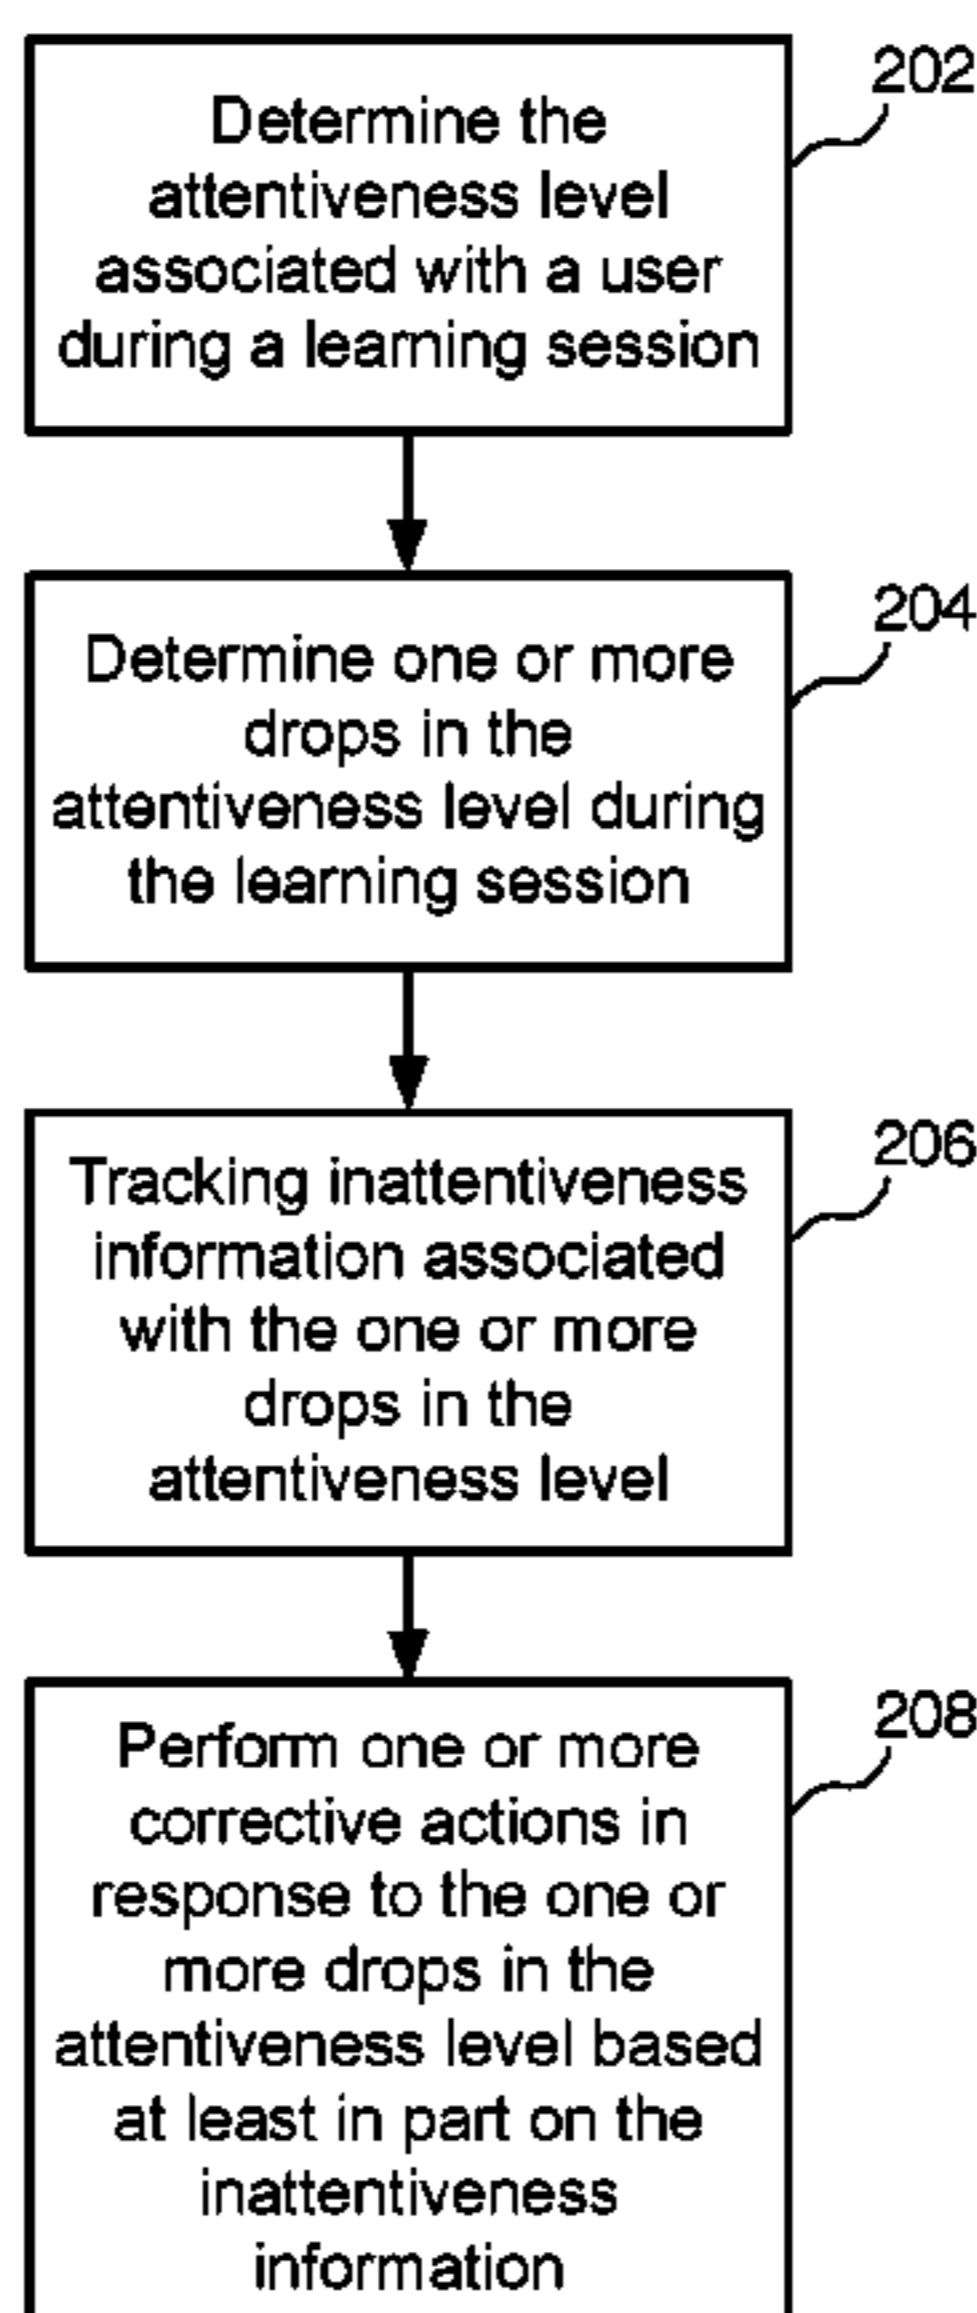 Determine the
attentiveness level
associated with a user
during a learning session
202
Determine one or more
drops in the
attentiveness level during
the learning session
204
Tracking inattentiveness
information associated
with the one or more
drops in the
attentiveness level
206
Perform one or more
corrective actions in
response to the one or
more drops in the
attentiveness level based
at least in part on the
inattentiveness
information
208